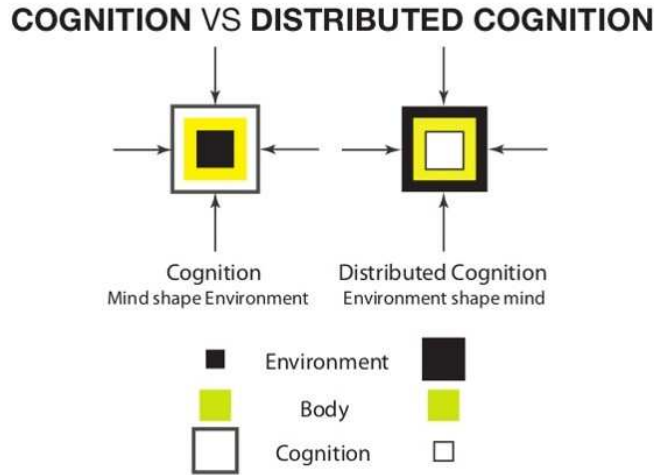 COGNITION VS DISTRIBUTED COGNITION
Cognition
Mind shape Environment
Distributed Cognition
Environment shape mind
Environment
Body
Cognition